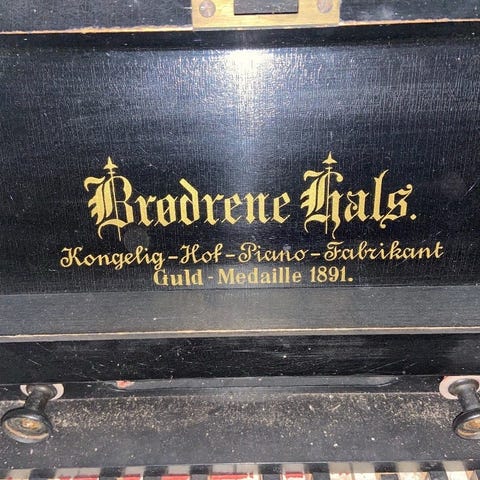 Brødrene Hals.
Kongelig-Hof-Piano-Fabrikant
Guld-Medaille 1891.